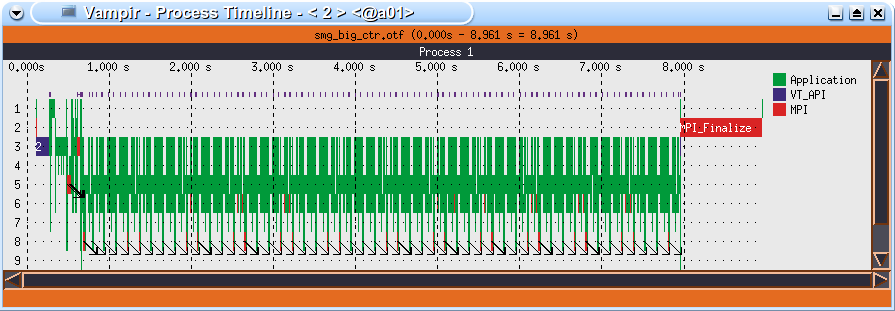 Vampir - Process Timeline - < 2 > <@a01>
smg_big_ctr.otf (0,000s - 8,961 s = 8,961 s)
Process 1
0,000s 1,000 s 2,000 s 3,000 s 4,000 s 5,000 s 6,000 s 7,000 s 8,000 s
Application
VT_API
MPI
1
2 MPI_Finalize
3 2
4
5
6
7
8
9